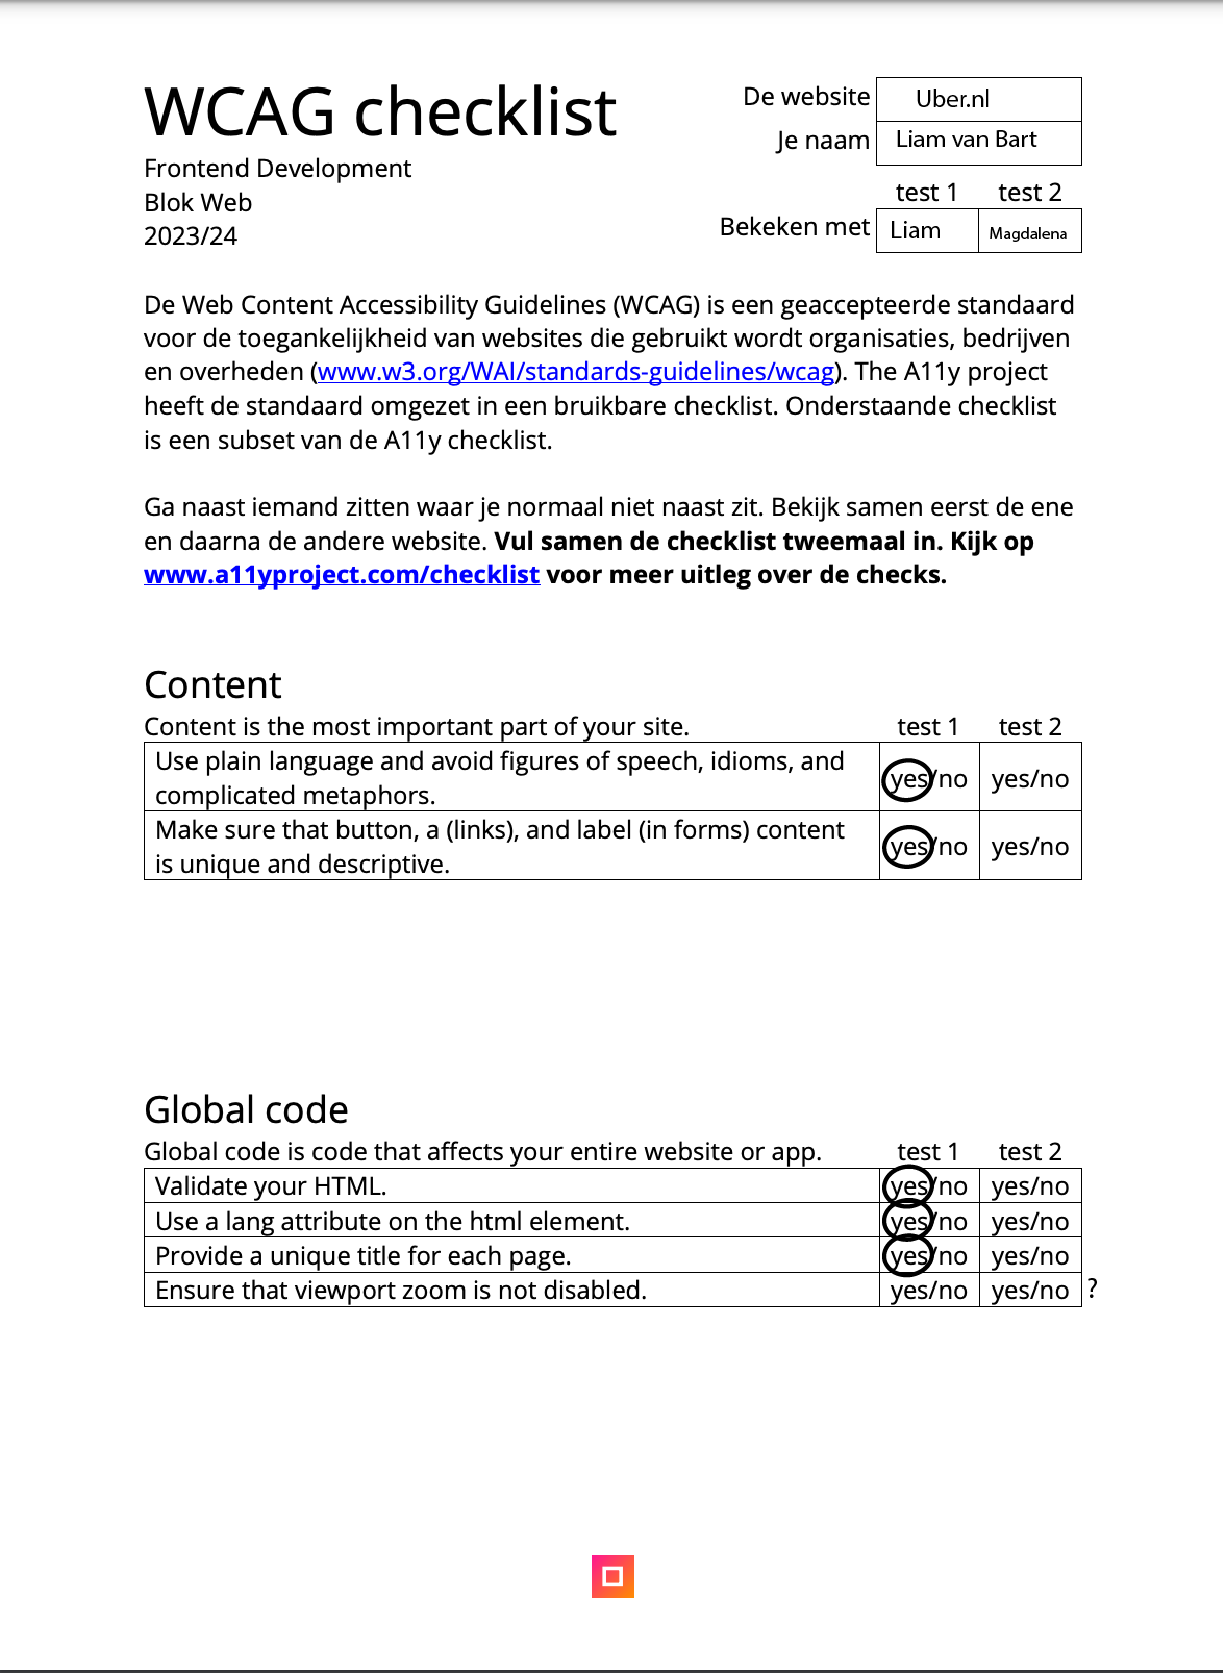 WCAG checklist
Frontend Development
Blok Web
2023/24
De website Uber.nl
Je naam Liam van Bart
test 1 test 2
Bekeken met Liam Magdalena
De Web Content Accessibility Guidelines (WCAG) is een geaccepteerde standaard
voor de toegankelijkheid van websites die gebruikt wordt organisaties, bedrijven
en overheden (www.w3.org/WAI/standards-guidelines/wcag). The A11y project
heeft de standaard omgezet in een bruikbare checklist. Onderstaande checklist
is een subset van de A11y checklist.
Ga naast iemand zitten waar je normaal niet naast zit. Bekijk samen eerst de ene
en daarna de andere website. Vul samen de checklist tweemaal in. Kijk op
www.a11yproject.com/checklist voor meer uitleg over de checks.
Content
Content is the most important part of your site. test 1 test 2
Use plain language and avoid figures of speech, idioms, and
complicated metaphors. yes/no yes/no
Make sure that button, a (links), and label (in forms) content
is unique and descriptive. yes/no yes/no
Global code
Global code is code that affects your entire website or app. test 1 test 2
Validate your HTML. yes/no yes/no
Use a lang attribute on the html element. yes/no yes/no
Provide a unique title for each page. yes/no yes/no
Ensure that viewport zoom is not disabled. yes/no yes/no ?